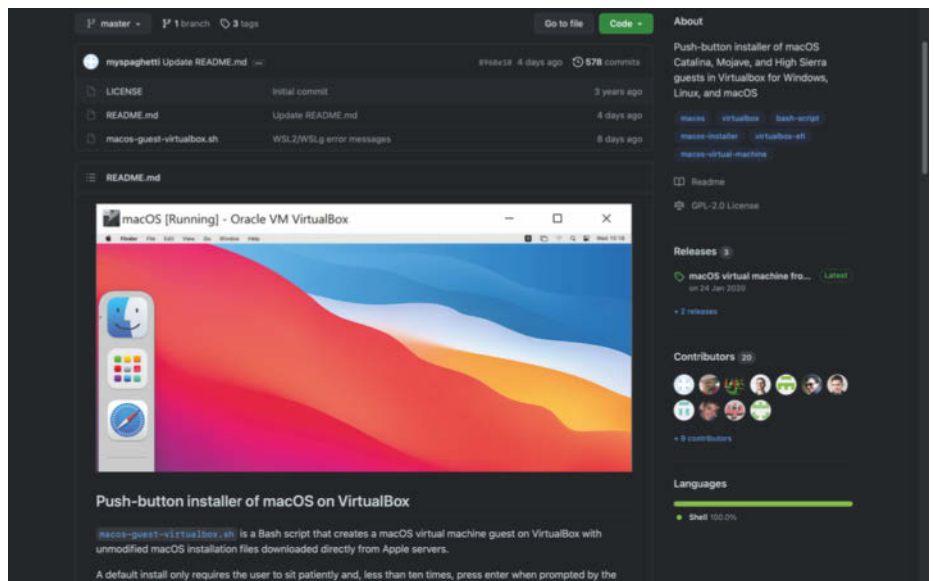 master
1 branch
3 tags
Go to file
Code
myspaghetti Update README.md
4 days ago
578 commits
LICENSE
Initial commit
3 years ago
README.md
Update README.md
4 days ago
macos-guest-virtualbox.sh
WSL2/WSLg error messages
8 days ago
README.md
macOS [Running] - Oracle VM VirtualBox
Finder File Edit View Go Window Help
Push-button installer of macOS on VirtualBox
macos-guest-virtualbox.sh is a Bash script that creates a macOS virtual machine guest on VirtualBox with
unmodified macOS installation files downloaded directly from Apple servers.
A default install only requires the user to sit patiently and, less than ten times, press enter when prompted by the
About
Push-button installer of macOS
Catalina, Mojave, and High Sierra
guests in Virtualbox for Windows,
Linux, and macOS
macos virtualbox bash-script
macos-installer virtualbox-efi
macos-virtual-machine
Readme
GPL-2.0 License
Releases 3
macOS virtual machine fro... Latest
on 24 Jan 2020
+ 2 releases
Contributors 20
+ 9 contributors
Languages
Shell 100.0%